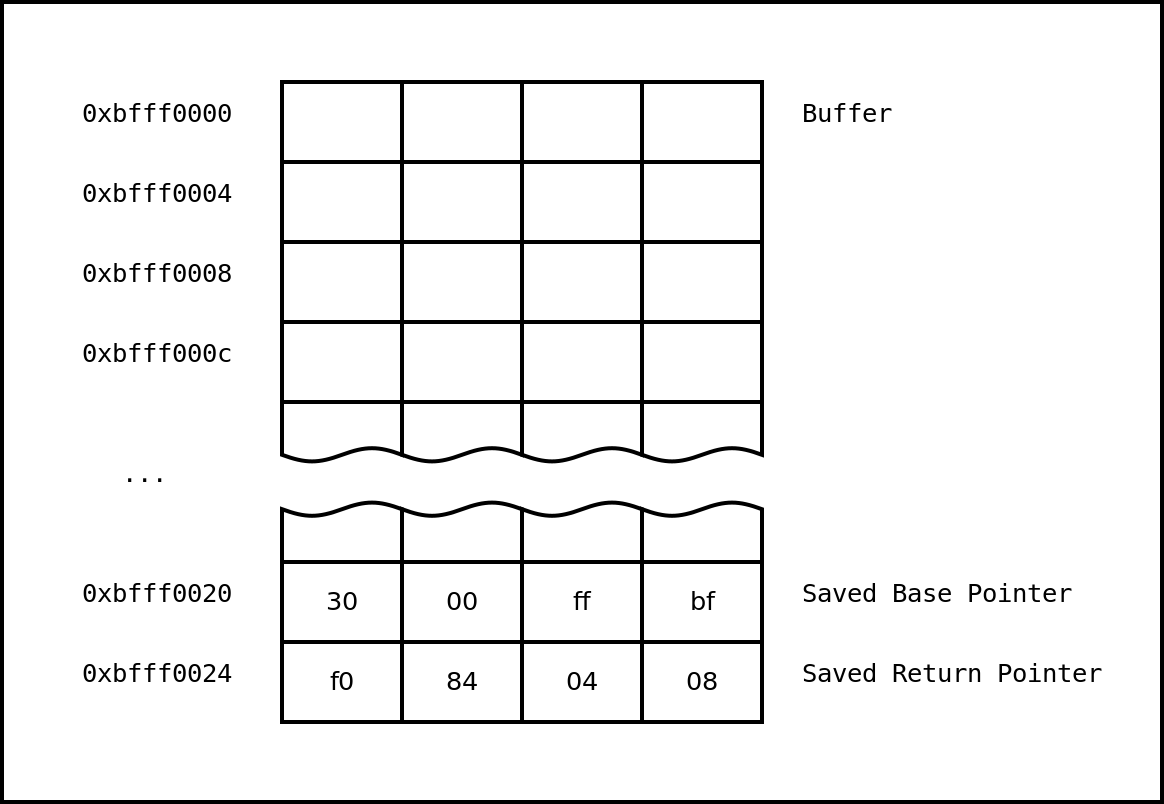 0xbfff0000 Buffer
0xbfff0004
0xbfff0008
0xbfff000c
...
0xbfff0020 30 00 ff bf Saved Base Pointer
0xbfff0024 f0 84 04 08 Saved Return Pointer